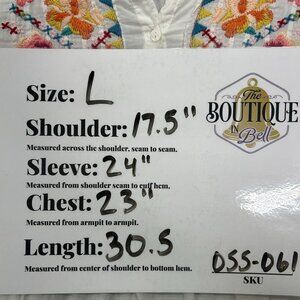 Size: L
The
BOUTIQUE
IN
Bell
Shoulder: 17.5"
Measured across the shoulder, seam to seam.
Sleeve: 24"
Measured from shoulder seam to cuff hem.
Chest: 23"
Measured from armpit to armpit.
Length: 30.5
Measured from center of shoulder to bottom hem.
OSS-061
SKU